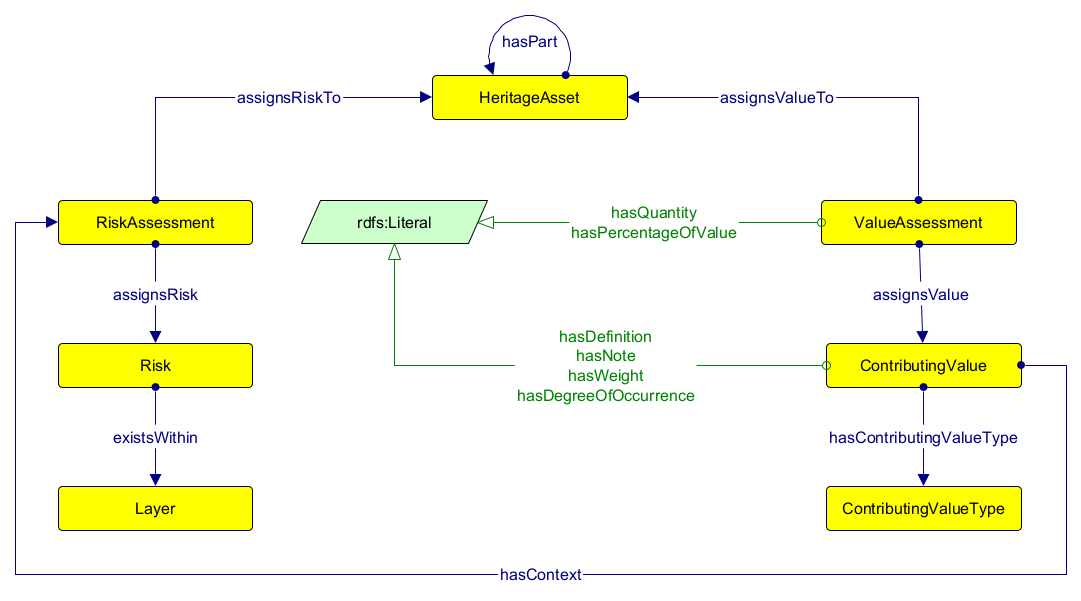 hasPart
HeritageAsset
assignsRiskTo
assignsValueTo
RiskAssessment
rdfs:Literal
hasQuantity
hasPercentageOfValue
ValueAssessment
assignsRisk
assignsValue
hasDefinition
hasNote
hasWeight
hasDegreeOfOccurrence
Risk
ContributingValue
existsWithin
hasContributingValueType
Layer
ContributingValueType
hasContext